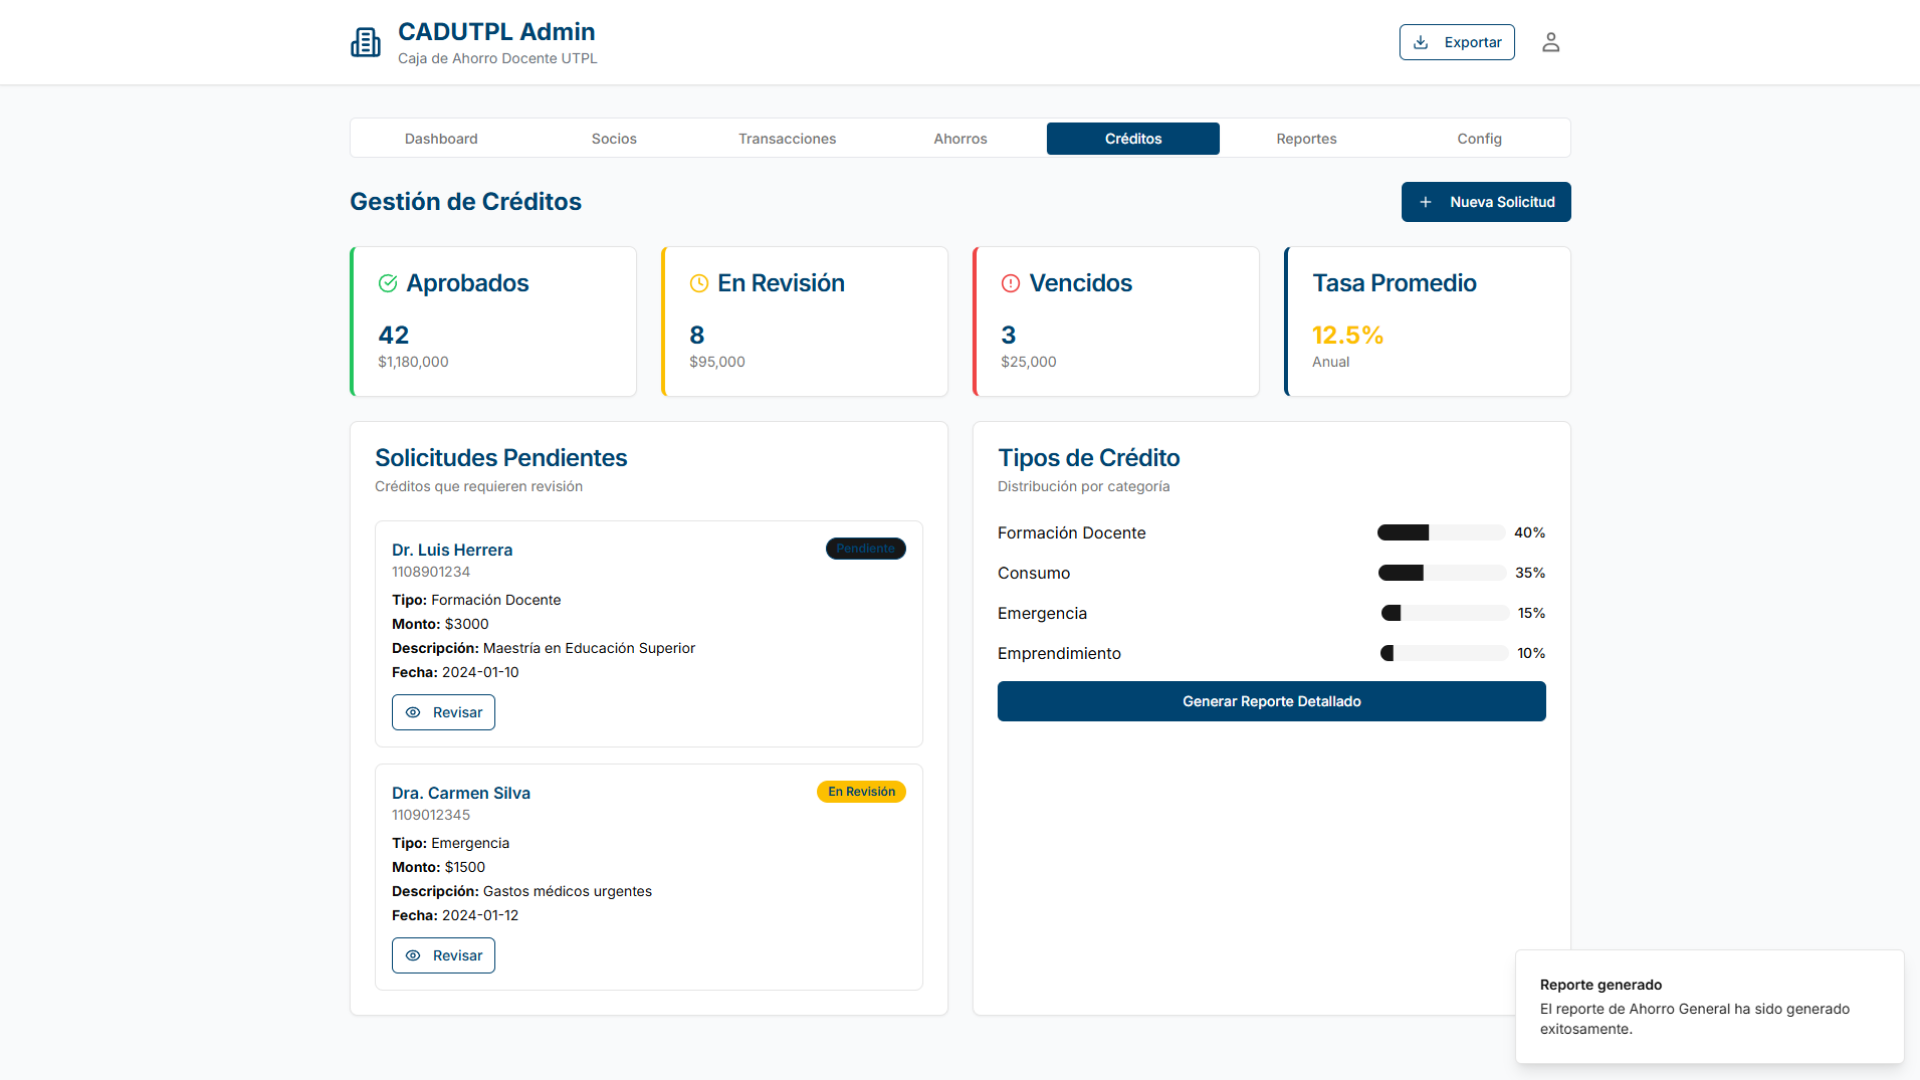 CADUTPL Admin
Caja de Ahorro Docente UTPL
Exportar
Dashboard
Socios
Transacciones
Ahorros
Créditos
Reportes
Config
Gestión de Créditos
Nueva Solicitud
Aprobados
42
$1,180,000
En Revisión
8
$95,000
Vencidos
3
$25,000
Tasa Promedio
12.5%
Anual
Solicitudes Pendientes
Créditos que requieren revisión
Dr. Luis Herrera
Pendiente
1108901234
Tipo: Formación Docente
Monto: $3000
Descripción: Maestría en Educación Superior
Fecha: 2024-01-10
Revisar
Dra. Carmen Silva
En Revisión
1109012345
Tipo: Emergencia
Monto: $1500
Descripción: Gastos médicos urgentes
Fecha: 2024-01-12
Revisar
Tipos de Crédito
Distribución por categoría
Formación Docente
40%
Consumo
35%
Emergencia
15%
Emprendimiento
10%
Generar Reporte Detallado
Reporte generado
El reporte de Ahorro General ha sido generado
exitosamente.